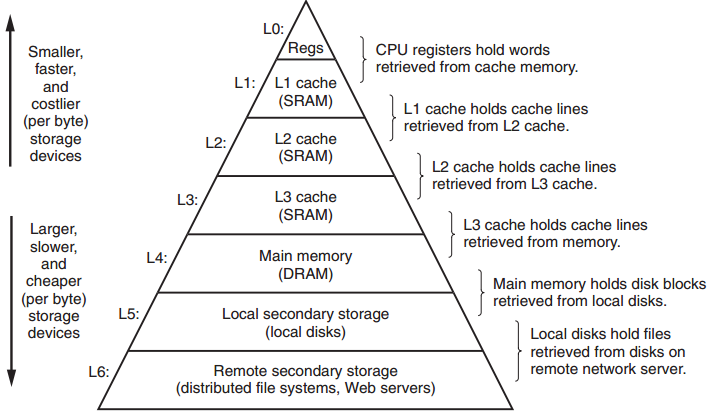 L0:
Regs
CPU registers hold words
retrieved from cache memory.
Smaller,
faster,
and
costlier
(per byte)
storage
devices
L1:
L1 cache
(SRAM)
L1 cache holds cache lines
retrieved from L2 cache.
L2:
L2 cache
(SRAM)
L2 cache holds cache lines
retrieved from L3 cache.
L3:
L3 cache
(SRAM)
L3 cache holds cache lines
retrieved from memory.
Larger,
slower,
and
cheaper
(per byte)
storage
devices
L4:
Main memory
(DRAM)
Main memory holds disk blocks
retrieved from local disks.
L5:
Local secondary storage
(local disks)
Local disks hold files
retrieved from disks on
remote network server.
L6:
Remote secondary storage
(distributed file systems, Web servers)